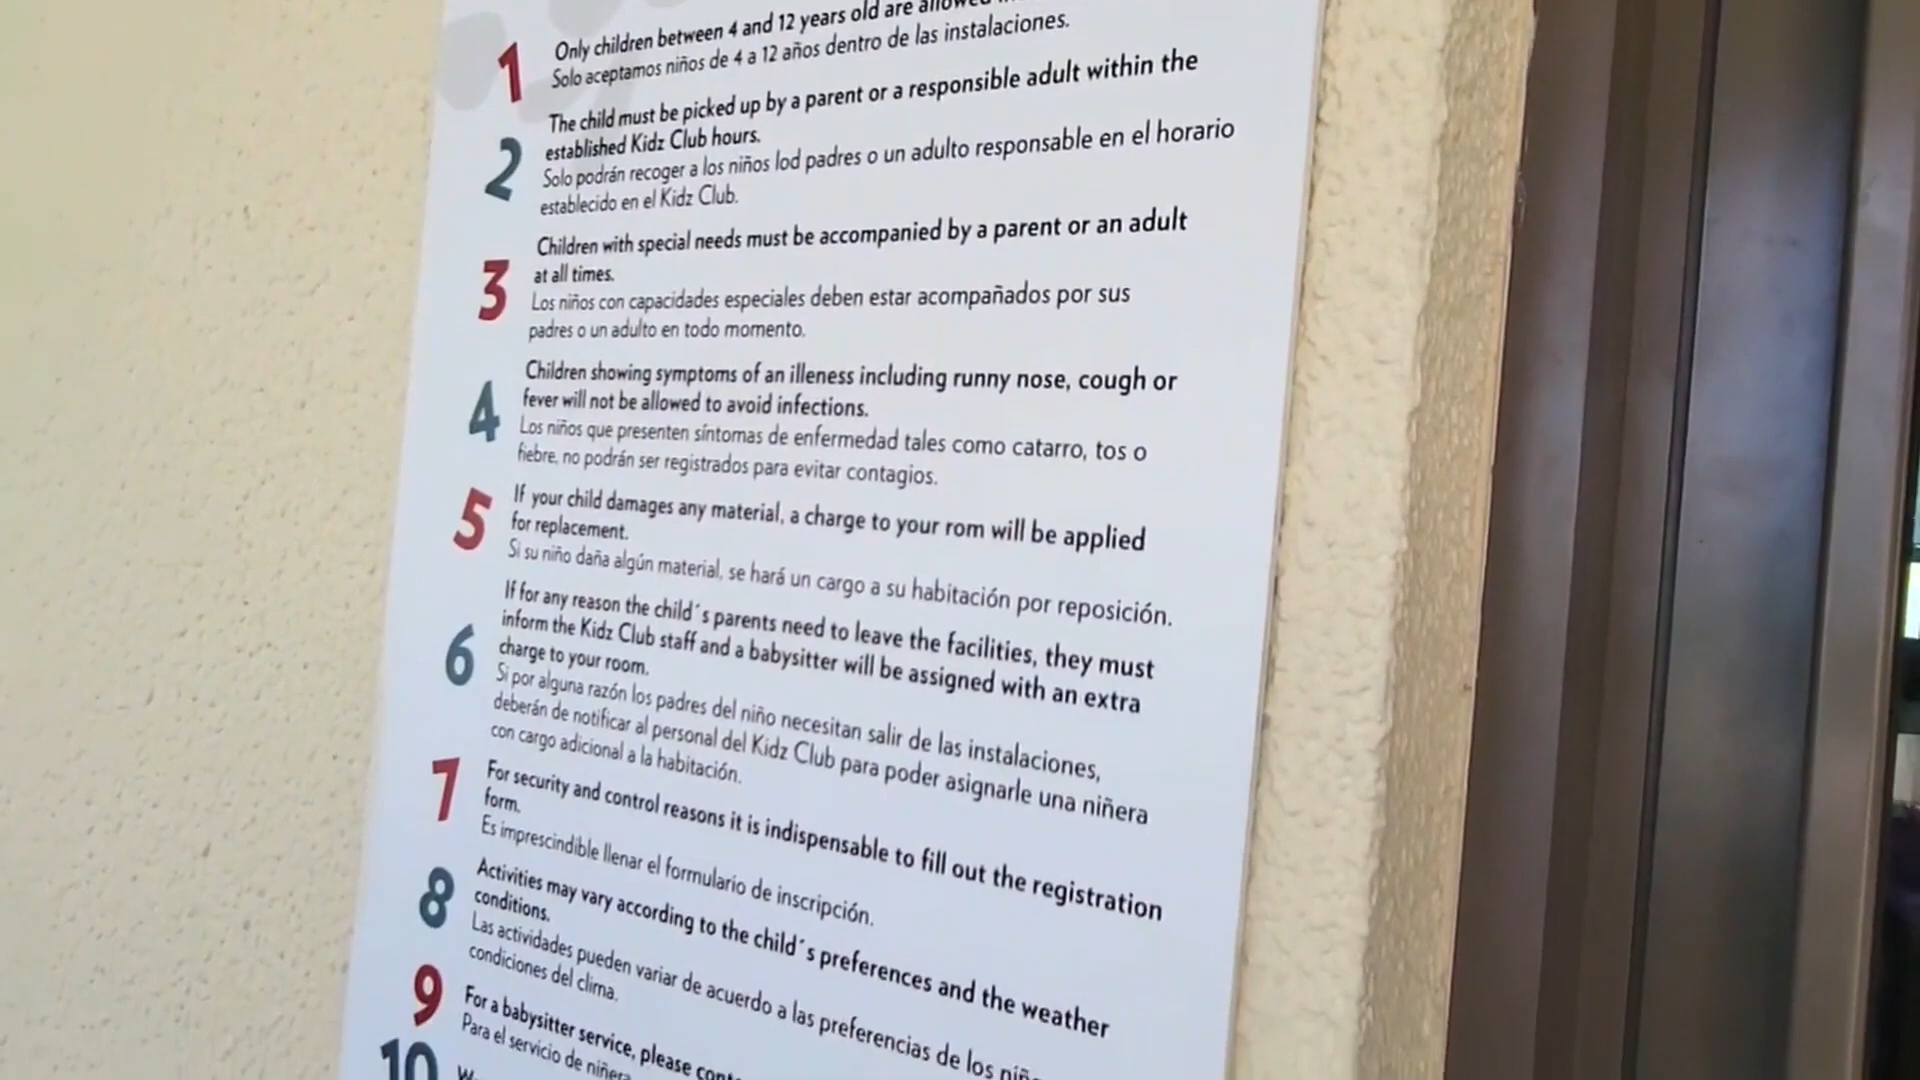 1
Only children between 4 and 12 years old are allowed
Solo aceptamos niños de 4 a 12 años dentro de las instalaciones.
2
The child must be picked up by a parent or a responsible adult within the
established Kidz Club hours.
Solo podrán recoger a los niños lod padres o un adulto responsable en el horario
establecido en el Kidz Club.
3
Children with special needs must be accompanied by a parent or an adult
at all times.
Los niños con capacidades especiales deben estar acompañados por sus
padres o un adulto en todo momento.
4
Children showing symptoms of an illeness including runny nose, cough or
fever will not be allowed to avoid infections.
Los niños que presenten síntomas de enfermedad tales como catarro, tos o
fiebre, no podrán ser registrados para evitar contagios.
5
If your child damages any material, a charge to your rom will be applied
for replacement.
Si su niño daña algún material, se hará un cargo a su habitación por reposición.
6
If for any reason the child´s parents need to leave the facilities, they must
inform the Kidz Club staff and a babysitter will be assigned with an extra
charge to your room.
Si por alguna razón los padres del niño necesitan salir de las instalaciones,
deberán de notificar al personal del Kidz Club para poder asignarle una niñera
con cargo adicional a la habitación.
7
For security and control reasons it is indispensable to fill out the registration
form.
Es imprescindible llenar el formulario de inscripción.
8
Activities may vary according to the child´s preferences and the weather
conditions.
Las actividades pueden variar de acuerdo a las preferencias de los
condiciones del clima.
9
For a babysitter service, please
Para el servicio de niñera
10